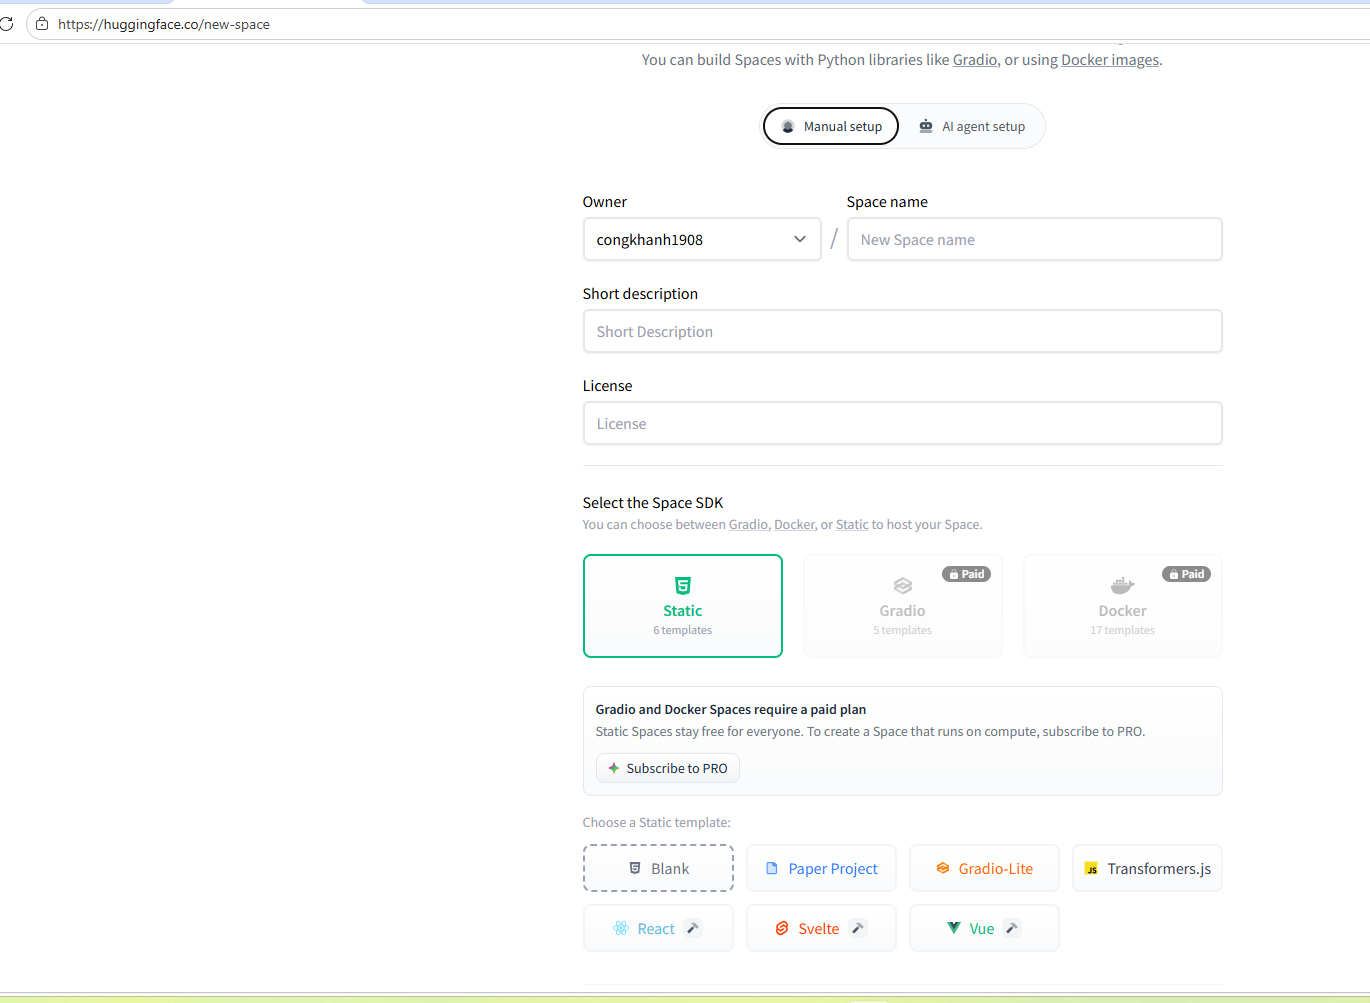 https://huggingface.co/new-space
You can build Spaces with Python libraries like Gradio, or using Docker images.
Manual setup
AI agent setup
Owner
Space name
congkhanh1908
/
New Space name
Short description
Short Description
License
License
Select the Space SDK
You can choose between Gradio, Docker, or Static to host your Space.
Static
6 templates
Paid
Gradio
5 templates
Paid
Docker
17 templates
Gradio and Docker Spaces require a paid plan
Static Spaces stay free for everyone. To create a Space that runs on compute, subscribe to PRO.
Subscribe to PRO
Choose a Static template:
Blank
Paper Project
Gradio-Lite
JS
Transformers.js
React
Svelte
Vue